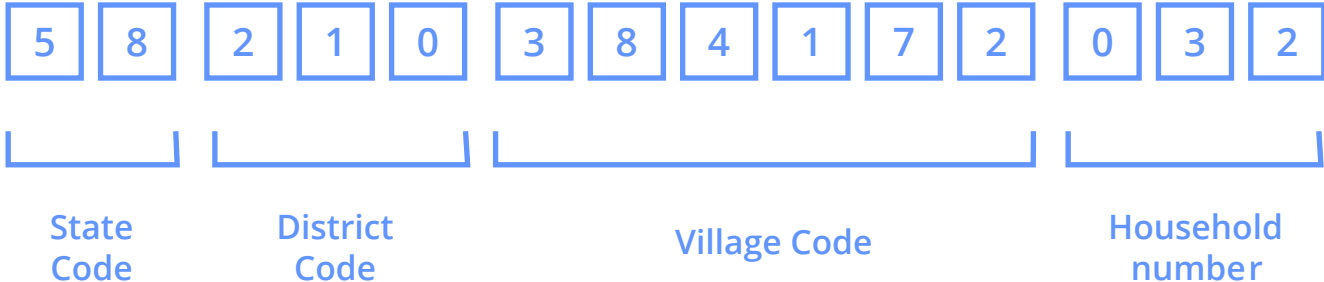 5 8 2 1 0 3 8 4 1 7 2 0 3 2
State
Code
District
Code
Village Code
Household
number